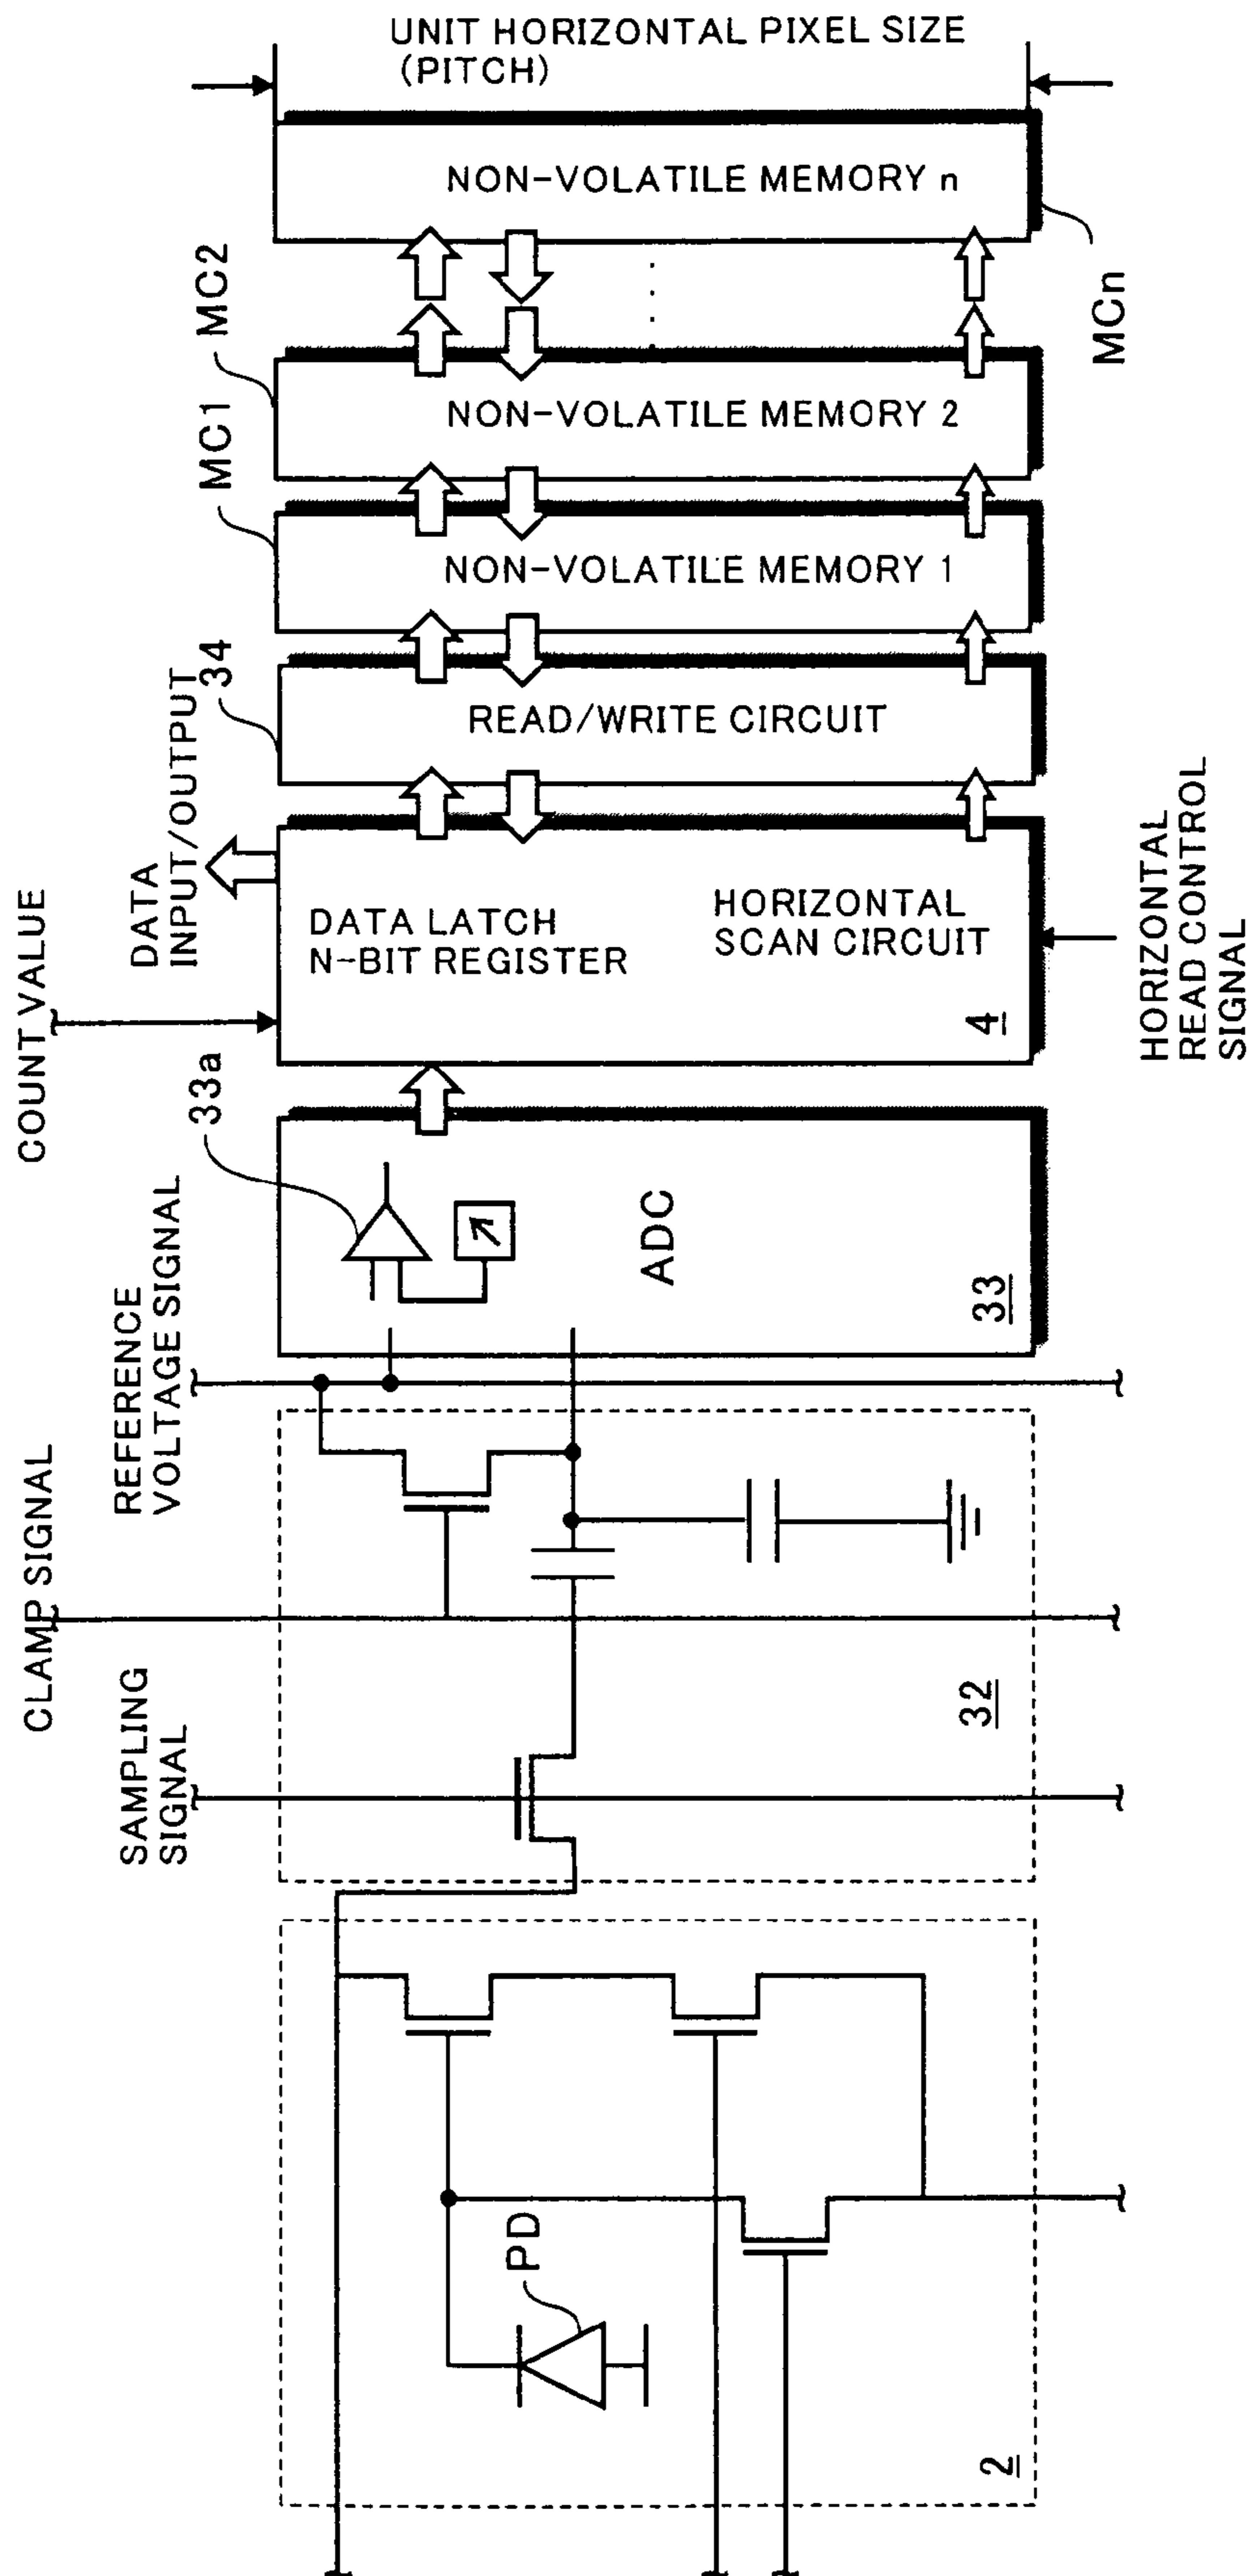 UNIT HORIZONTAL PIXEL SIZE
(PITCH)
NON-VOLATILE MEMORY n
MCn
MC2
NON-VOLATILE MEMORY 2
MC1
NON-VOLATILE MEMORY 1
34
READ/WRITE CIRCUIT
DATA
INPUT/OUTPUT
COUNT VALUE
DATA LATCH
N-BIT REGISTER
HORIZONTAL
SCAN CIRCUIT
4
HORIZONTAL
READ CONTROL
SIGNAL
33a
ADC
33
REFERENCE
VOLTAGE SIGNAL
CLAMP SIGNAL
SAMPLING
SIGNAL
32
PD
2